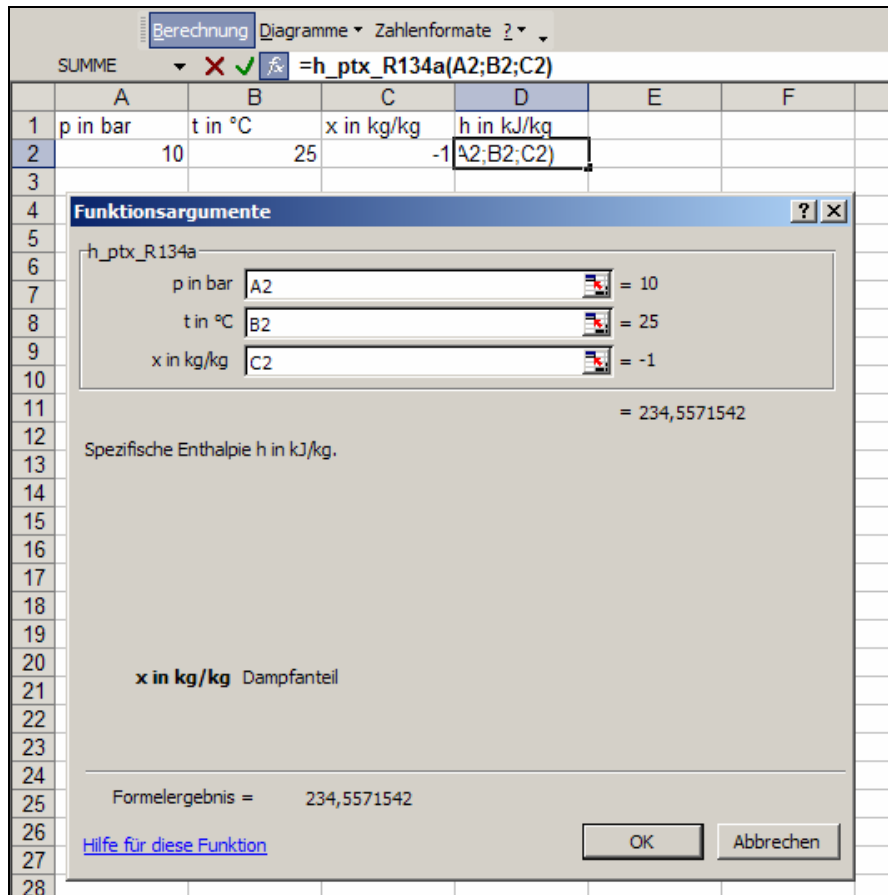 Berechnung Diagramme Zahlenformate ?
SUMME fx =h_ptx_R134a(A2;B2;C2)
A B C D E F
1 p in bar t in °C x in kg/kg h in kJ/kg
2 10 25 -1 A2;B2;C2)
3
4
5
6
7
8
9
10
11
12
13
14
15
16
17
18
19
20
21
22
23
24
25
26
27
28
Funktionsargumente ? X
h_ptx_R134a
p in bar A2 = 10
t in °C B2 = 25
x in kg/kg C2 = -1
= 234,5571542
Spezifische Enthalpie h in kJ/kg.
x in kg/kg Dampfanteil
Formelergebnis = 234,5571542
Hilfe für diese Funktion OK Abbrechen